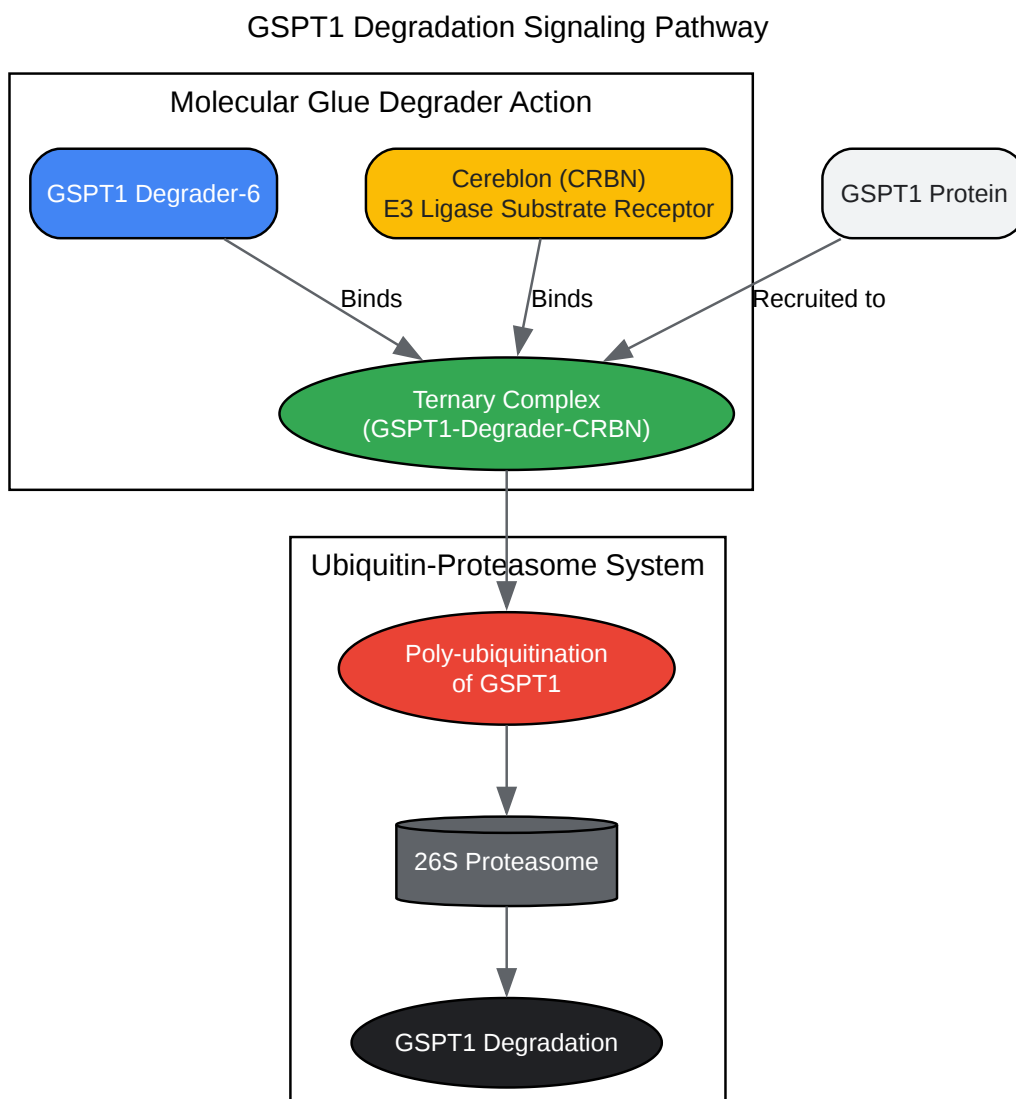 GSPT1 Degradation Signaling Pathway
Molecular Glue Degrader Action
GSPT1 Degrader-6
Cereblon (CRBN)
E3 Ligase Substrate Receptor
GSPT1 Protein
Binds
Binds
Recruited to
Ternary Complex
(GSPT1-Degrader-CRBN)
Ubiquitin-Proteasome System
Poly-ubiquitination
of GSPT1
26S Proteasome
GSPT1 Degradation